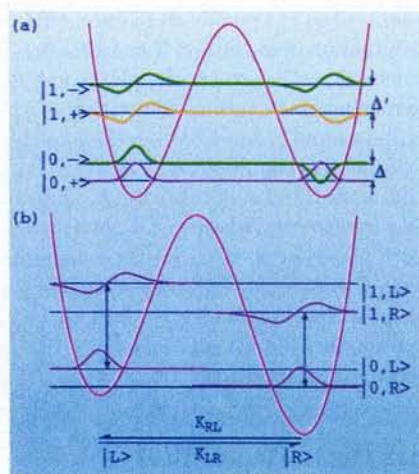 (a)
|1,->
|1,+>
Δ'
|0,->
|0,+>
Δ
(b)
|1,L>
|1,R>
|0,L>
|0,R>
K_RL
|L> K_LR |R>